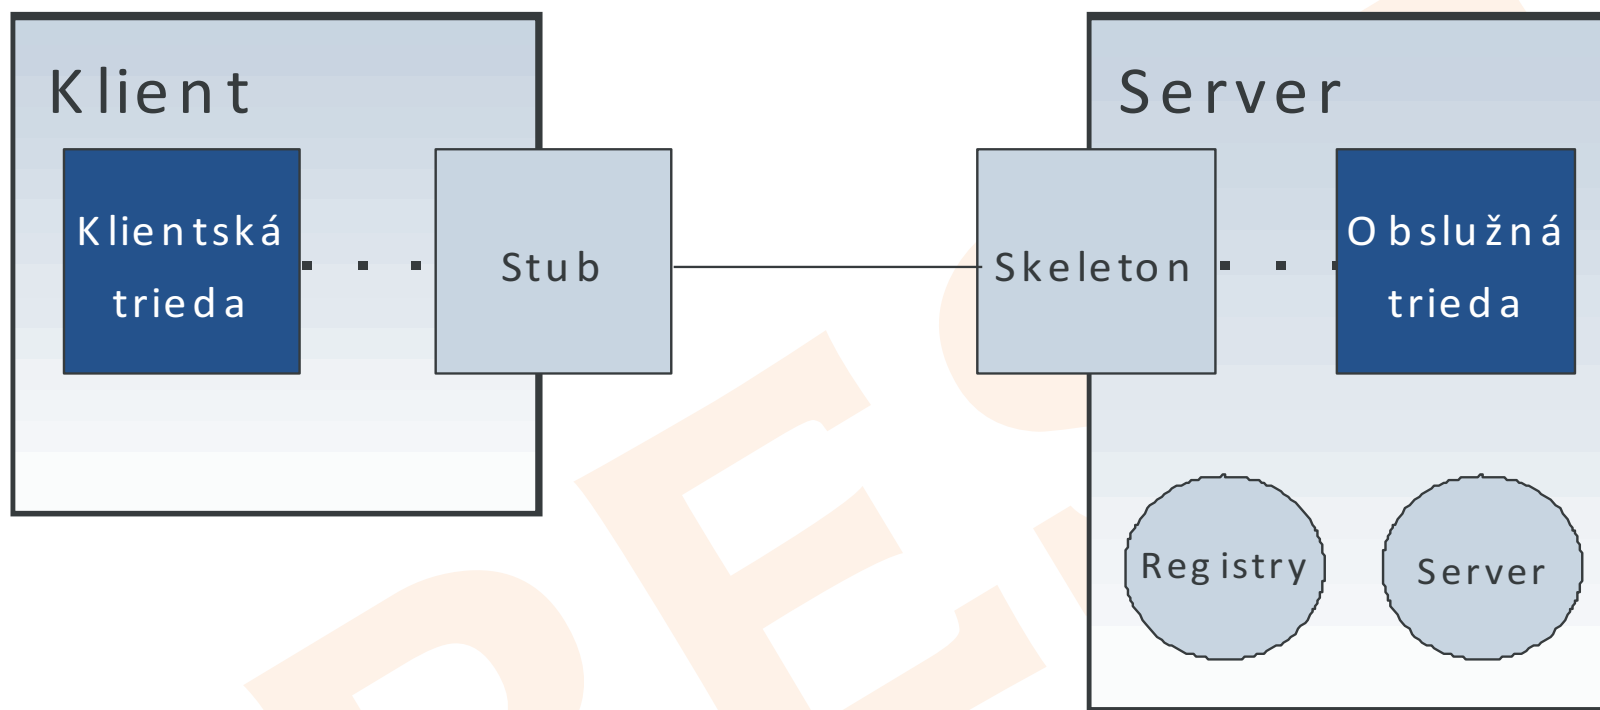 Klient
Server
Klientská
trieda
Stub
Skeleton
Obslužná
trieda
Registry
Server